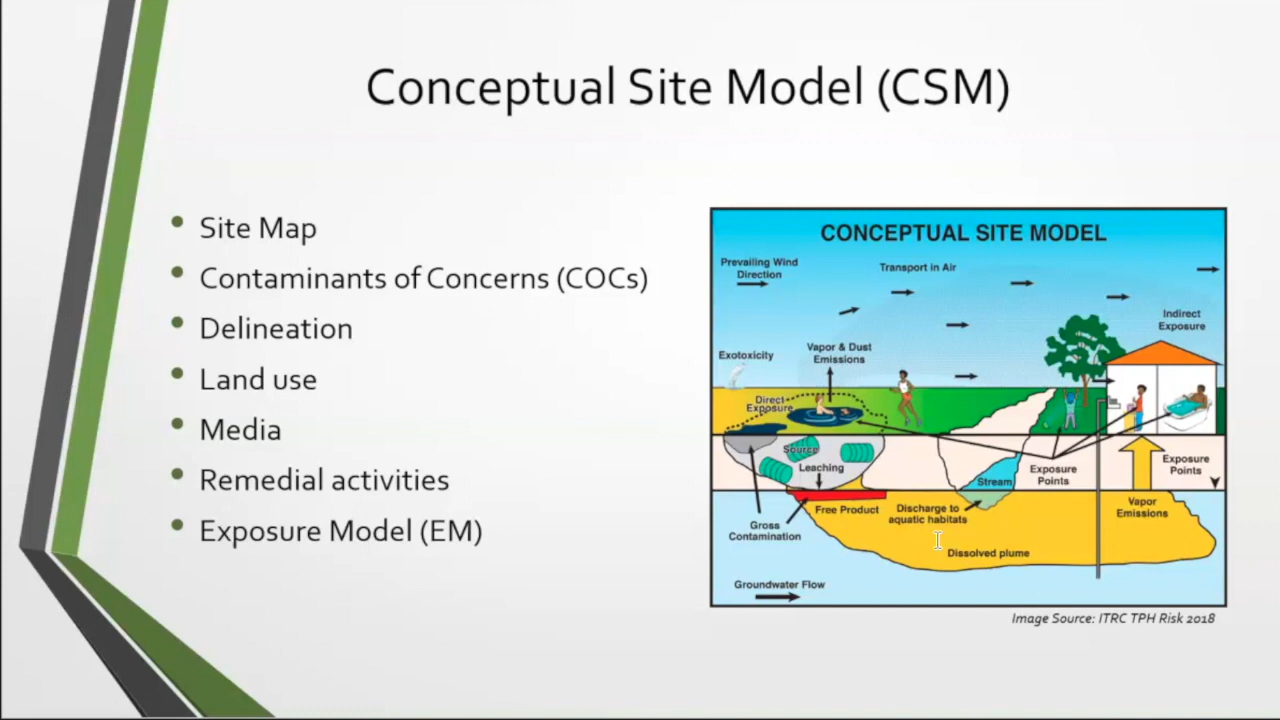 Conceptual Site Model (CSM)
• Site Map
• Contaminants of Concerns (COCs)
• Delineation
• Land use
• Media
• Remedial activities
• Exposure Model (EM)
CONCEPTUAL SITE MODEL
Prevailing Wind
Direction
Transport in Air
Indirect
Exposure
Exotoxicity
Vapor & Dust
Emissions
Direct
Exposure
Source
Leaching
Stream
Exposure
Points
Exposure
Points
Free Product
Discharge to
aquatic habitats
Vapor
Emissions
Gross
Contamination
Dissolved plume
Groundwater Flow
Image Source: ITRC TPH Risk 2018